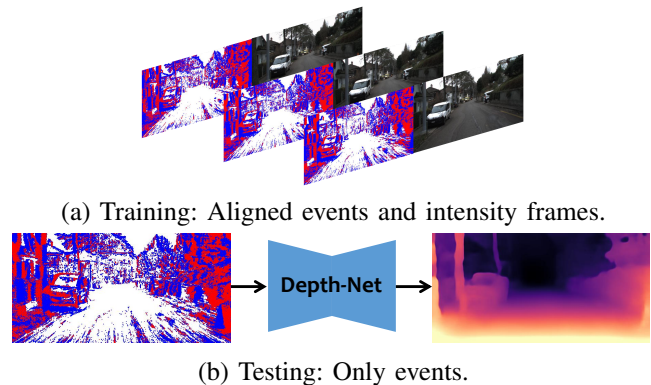 (a) Training: Aligned events and intensity frames.
Depth-Net
(b) Testing: Only events.